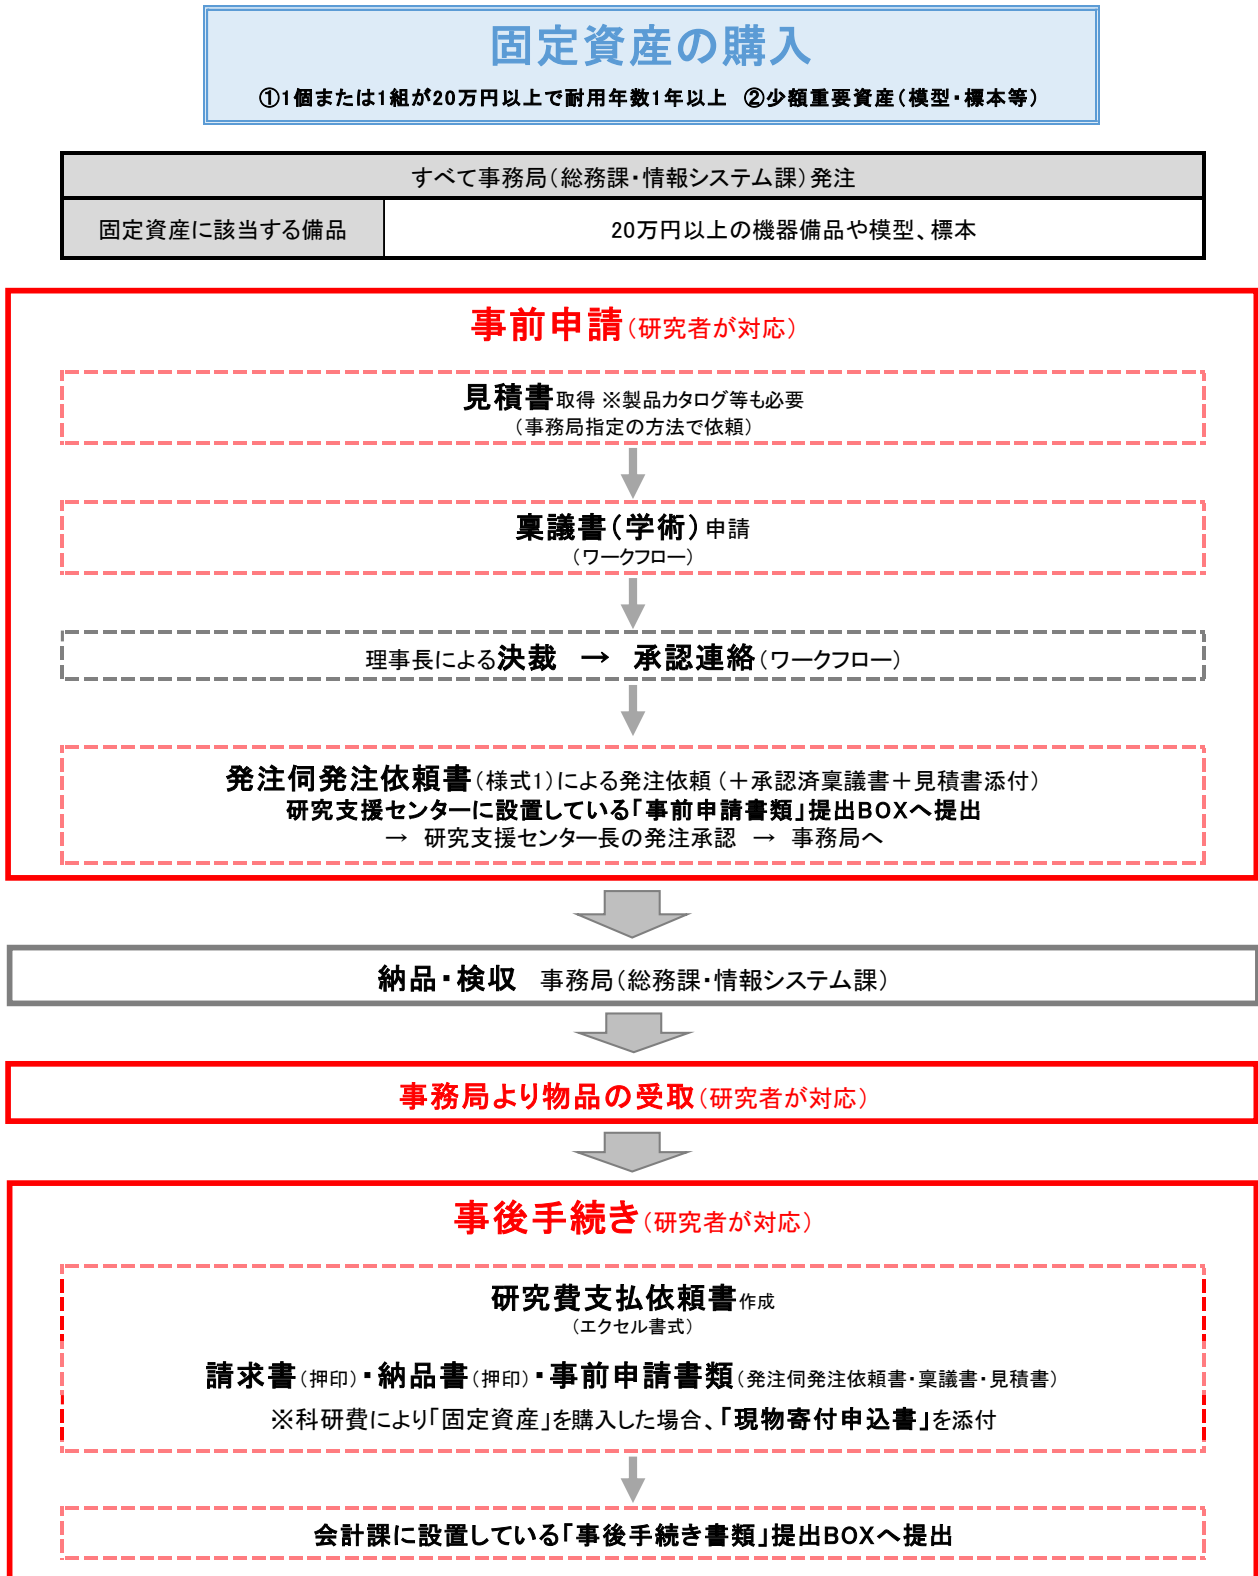 固定資産の購入
①1個または1組が20万円以上で耐用年数1年以上　②少額重要資産（模型・標本等）
すべて事務局（総務課・情報システム課）発注
固定資産に該当する備品
20万円以上の機器備品や模型、標本
事前申請（研究者が対応）
見積書取得 ※製品カタログ等も必要
（事務局指定の方法で依頼）
稟議書（学術）申請
（ワークフロー）
理事長による決裁　→　承認連絡（ワークフロー）
発注伺発注依頼書（様式1）による発注依頼（＋承認済稟議書＋見積書添付）
研究支援センターに設置している「事前申請書類」提出BOXへ提出
→　研究支援センター長の発注承認　→　事務局へ
納品・検収　事務局（総務課・情報システム課）
事務局より物品の受取（研究者が対応）
事後手続き（研究者が対応）
研究費支払依頼書作成
（エクセル書式）
請求書（押印）・納品書（押印）・事前申請書類（発注伺発注依頼書・稟議書・見積書）
※科研費により「固定資産」を購入した場合、「現物寄付申込書」を添付
会計課に設置している「事後手続き書類」提出BOXへ提出